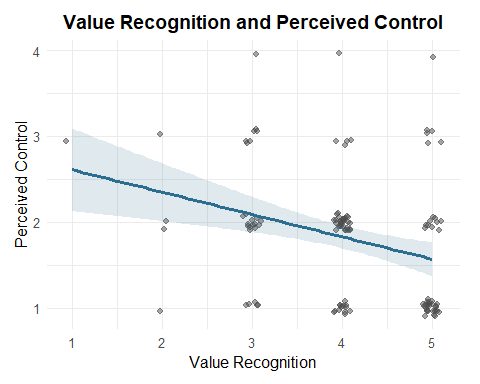 Value Recognition and Perceived Control
Perceived Control
4
3
2
1
1 2 3 4 5
Value Recognition